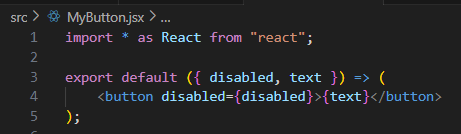 src > MyButton.jsx > ...
1 import * as React from "react";
2
3 export default ({ disabled, text }) => (
4     <button disabled={disabled}>{text}</button>
5 );